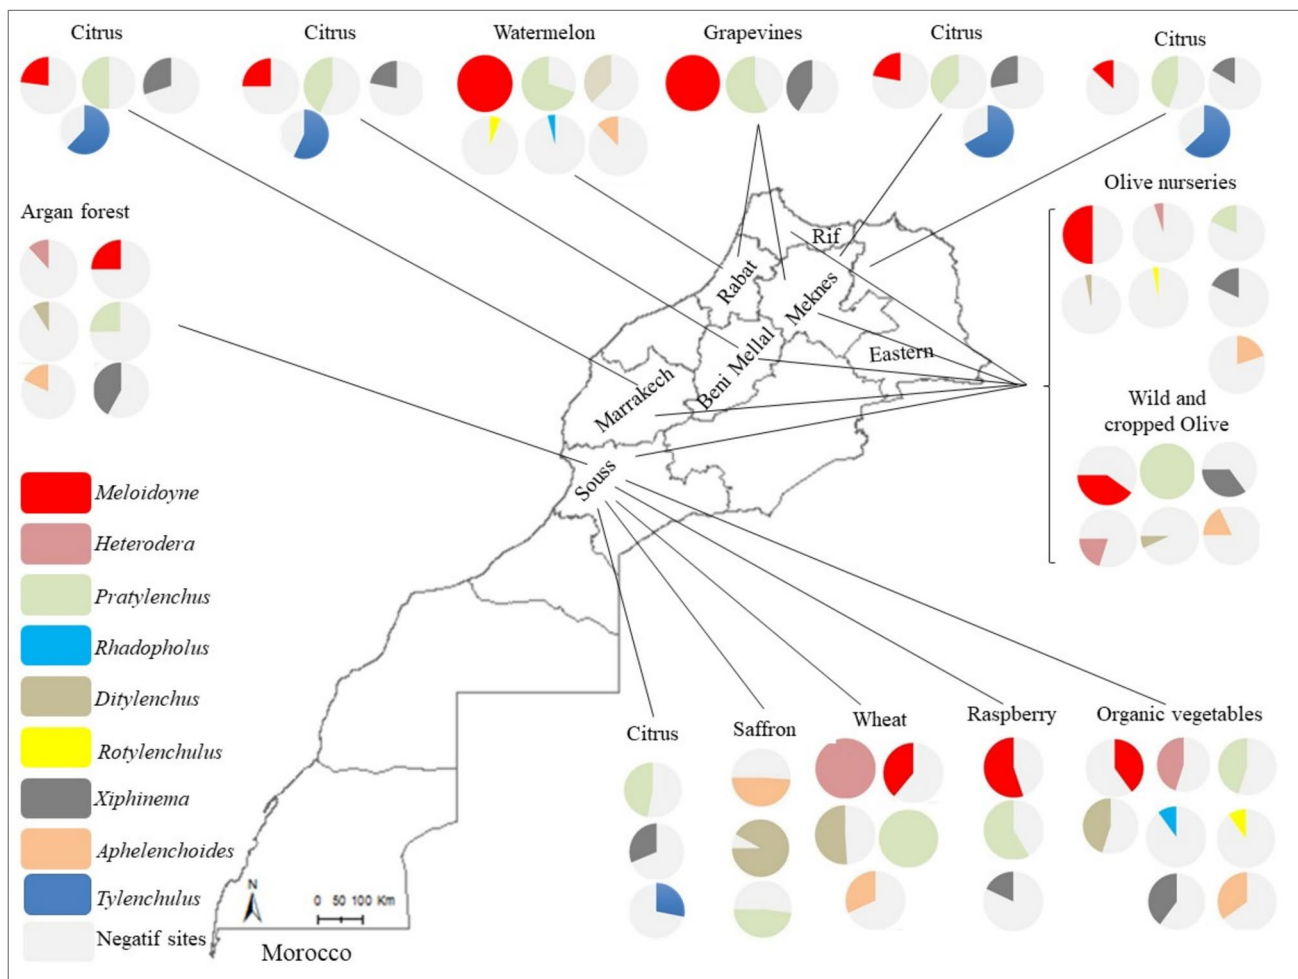 Citrus
Citrus
Watermelon
Grapevines
Citrus
Citrus
Argan forest
Olive nurseries
Rif
Rabat
Meknes
Eastern
Beni Mellal
Marrakech
Wild and
cropped Olive
Souss
Meloidoyne
Heterodera
Pratylenchus
Rhadopholus
Ditylenchus
Rotylenchulus
Xiphinema
Aphelenchoides
Tylenchulus
Negatif sites
Citrus
Saffron
Wheat
Raspberry
Organic vegetables
N
0 50 100 Km
Morocco